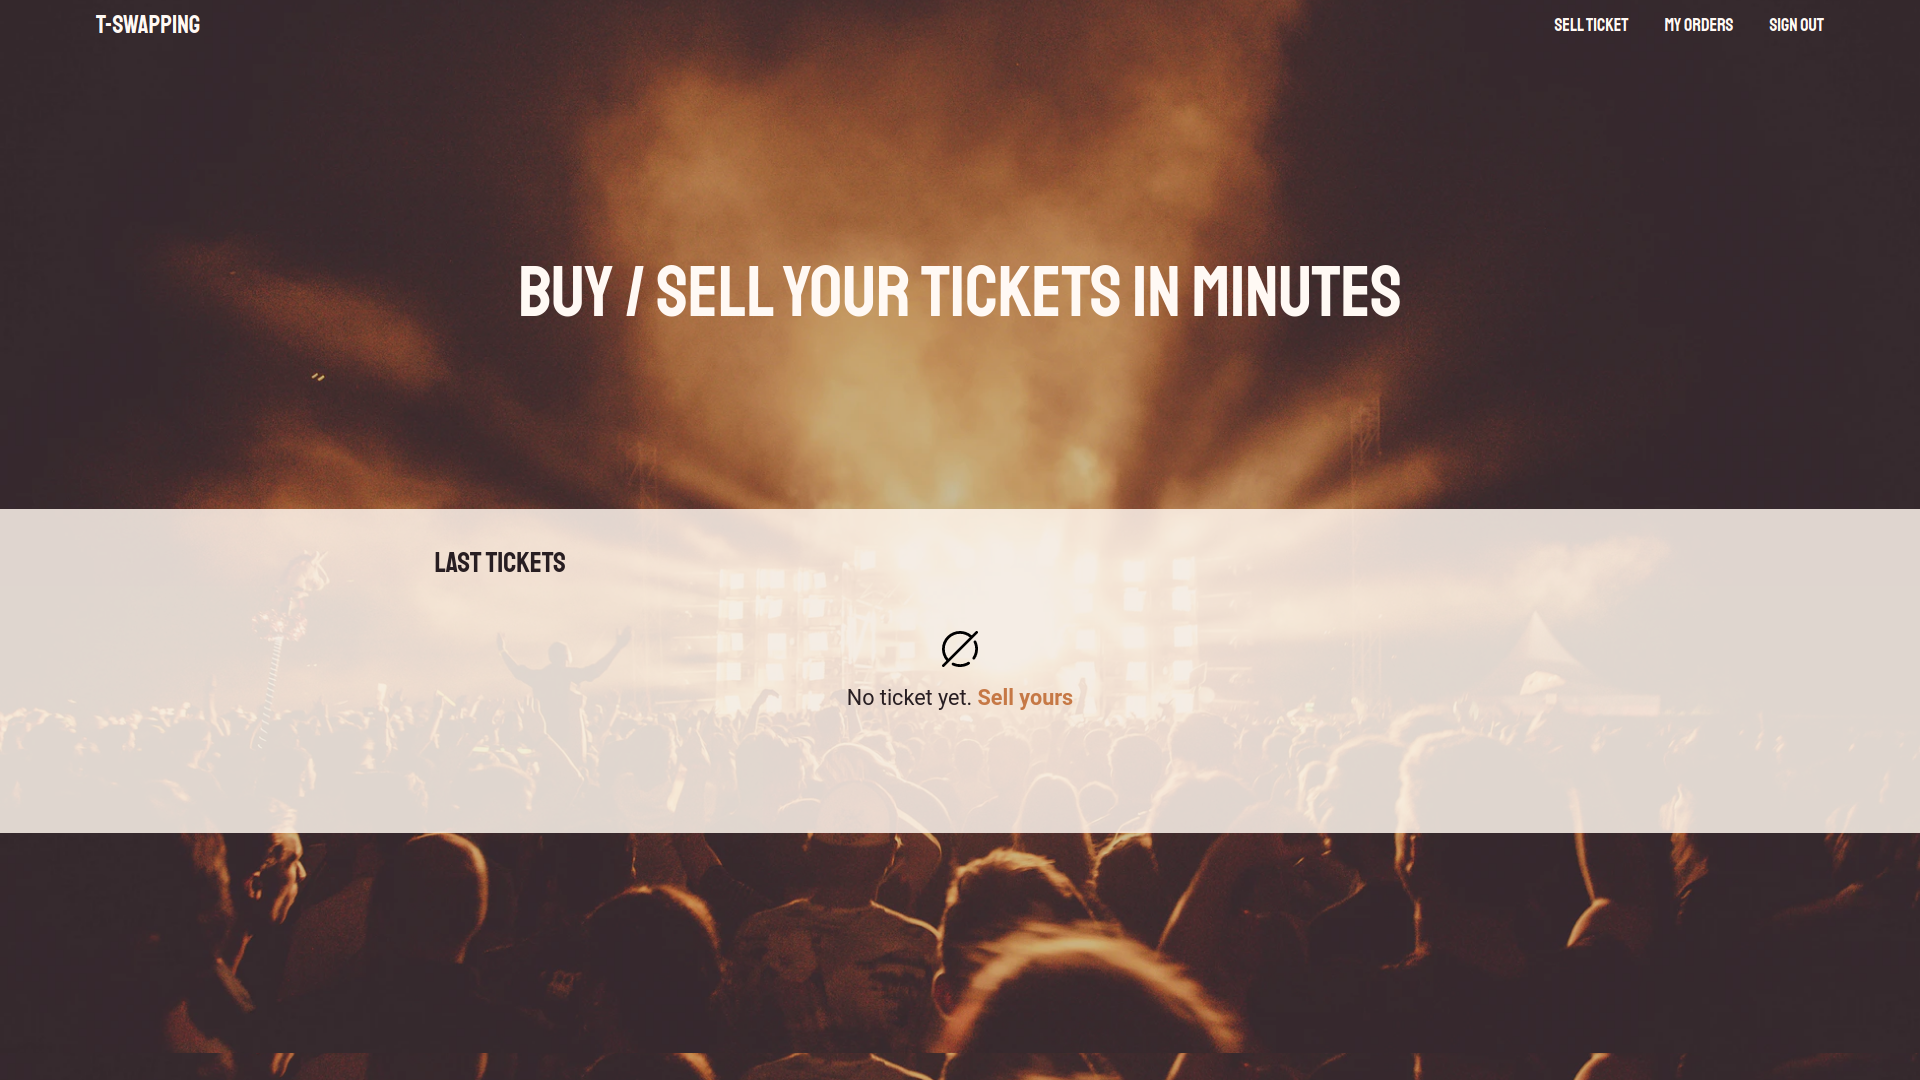 T-SWAPPING
SELL TICKET
MY ORDERS
SIGN OUT
BUY / SELL YOUR TICKETS IN MINUTES
LAST TICKETS
No ticket yet. Sell yours